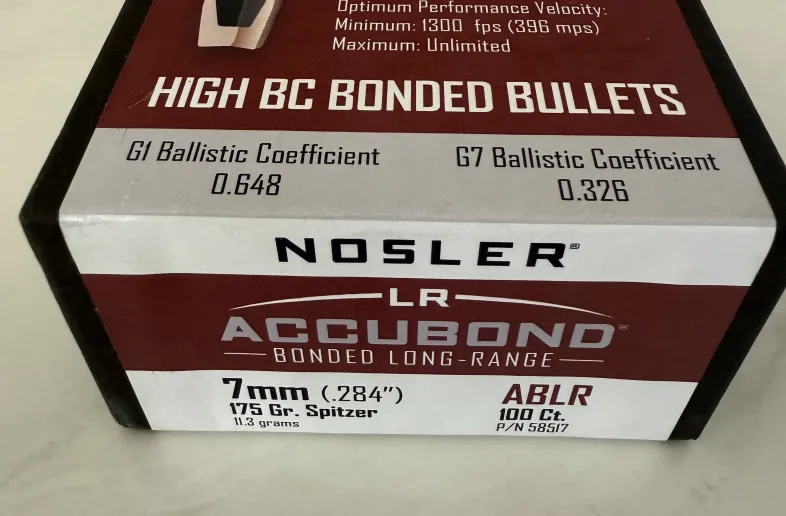 Optimum Performance Velocity:
Minimum: 1300 fps (396 mps)
Maximum: Unlimited
HIGH BC BONDED BULLETS
G1 Ballistic Coefficient
0.648
G7 Ballistic Coefficient
0.326
NOSLER®
LR
ACCUBOND®
BONDED LONG-RANGE
7mm (.284")
175 Gr. Spitzer
11.3 grams
ABLR
100 Ct.
P/N 58517